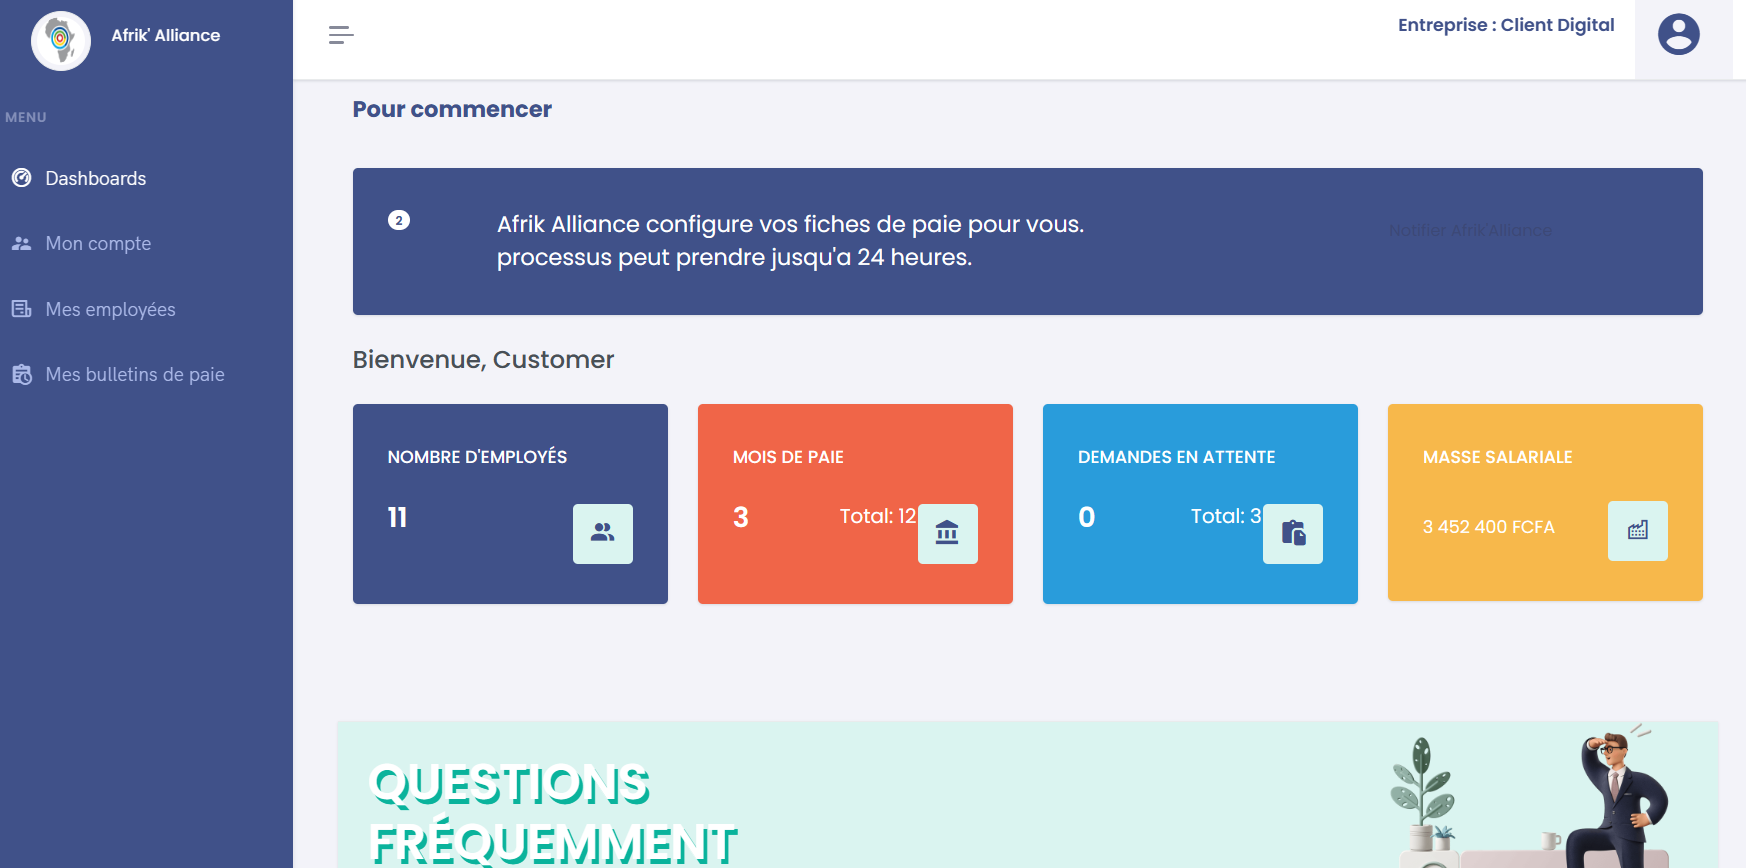 Afrik' Alliance
Entreprise : Client Digital
MENU
Dashboards
Mon compte
Mes employées
Mes bulletins de paie
Pour commencer
2
Afrik Alliance configure vos fiches de paie pour vous.
processus peut prendre jusqu'a 24 heures.
Notifier Afrik Alliance
Bienvenue, Customer
NOMBRE D'EMPLOYÉS
11
MOIS DE PAIE
3 Total: 12
DEMANDES EN ATTENTE
0 Total: 3
MASSE SALARIALE
3 452 400 FCFA
QUESTIONS
FRÉQUEMMENT